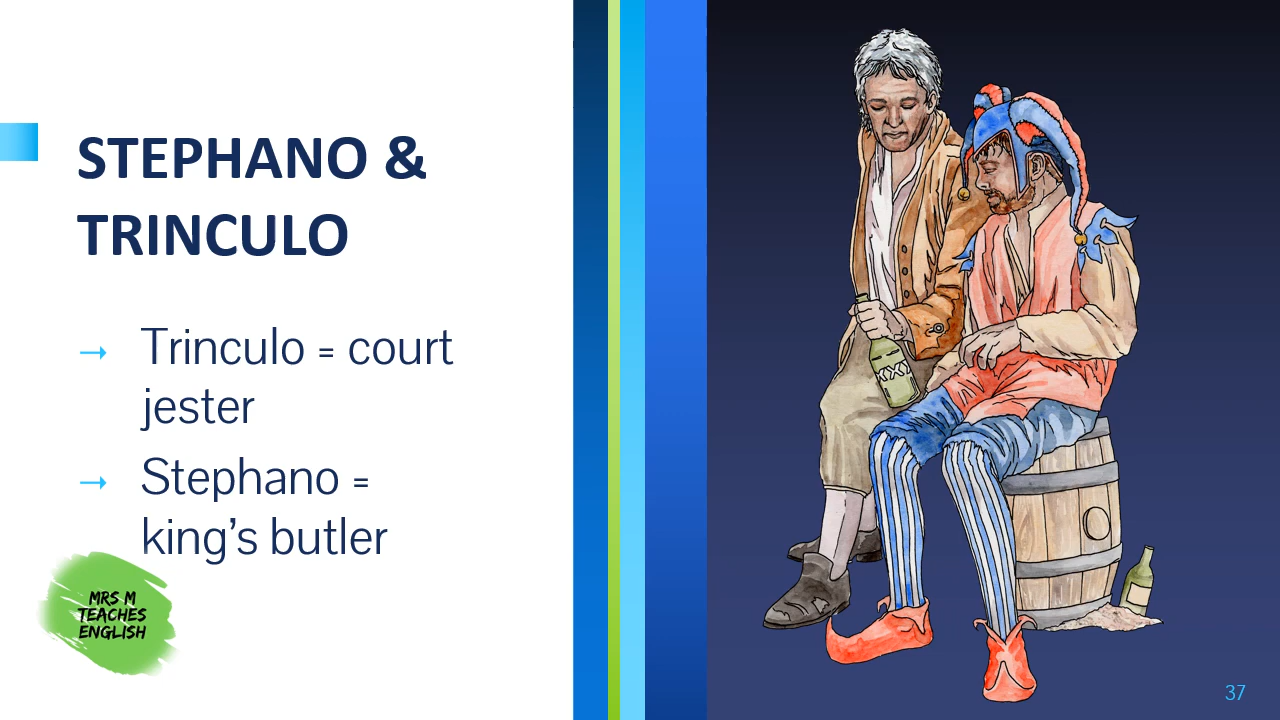 STEPHANO &
TRINCULO
→ Trinculo = court
jester
→ Stephano =
king’s butler
MRS M
TEACHES
ENGLISH
XXX
37